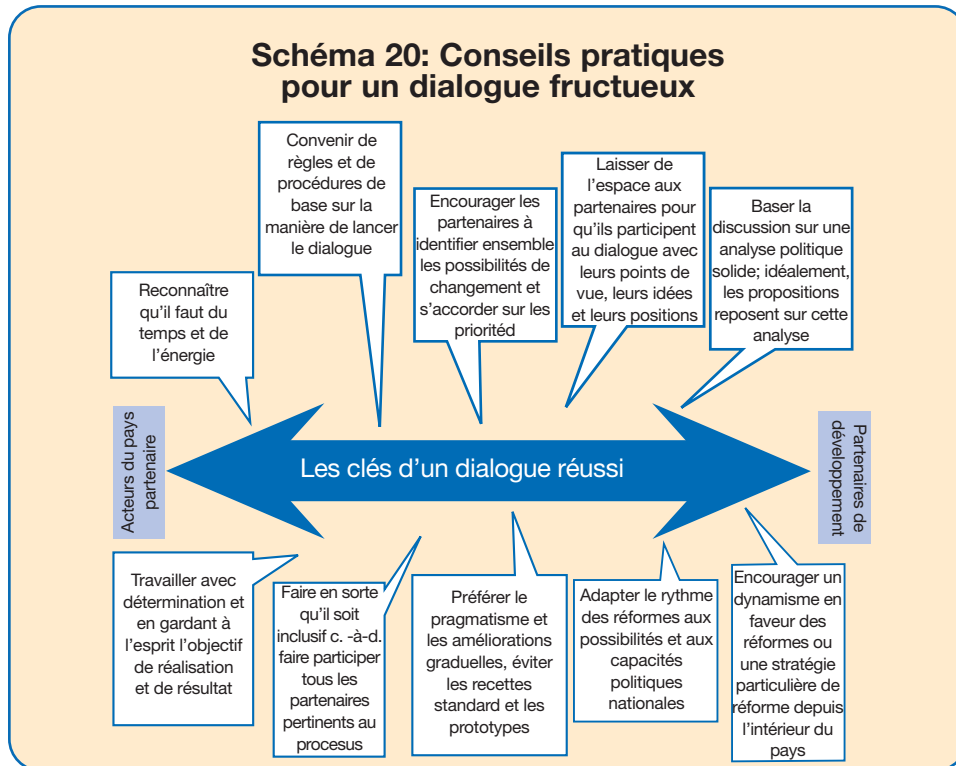 Schéma 20: Conseils pratiques
pour un dialogue fructueux
Reconnaître
qu'il faut du
temps et de
l'énergie
Convenir de
règles et de
procédures de
base sur la
manière de lancer
le dialogue
Encourager les
partenaires à
identifier ensemble
les possibilités de
changement et
s'accorder sur les
prioritéd
Laisser de
l'espace aux
partenaires pour
qu'ils participent
au dialogue avec
leurs points de
vue, leurs idées
et leurs positions
Baser la
discussion sur une
analyse politique
solide; idéalement,
les propositions
reposent sur cette
analyse
Acteurs du pays
partenaire
Les clés d'un dialogue réussi
Partenaires de
développement
Travailler avec
détermination et
en gardant à
l'esprit l'objectif
de réalisation
et de résultat
Faire en sorte
qu'il soit
inclusif c. -à-d.
faire participer
tous les
partenaires
pertinents au
procesus
Préférer le
pragmatisme et
les améliorations
graduelles, éviter
les recettes
standard et les
prototypes
Adapter le rythme
des réformes aux
possibilités et aux
capacités
politiques
nationales
Encourager un
dynamisme en
faveur des
réformes ou
une stratégie
particulière de
réforme depuis
l'intérieur du
pays